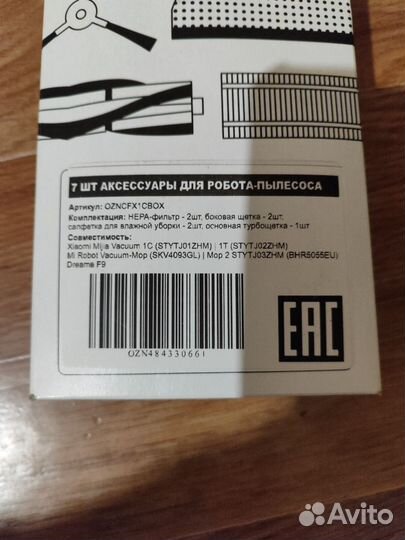 7 ШТ АКСЕССУАРЫ ДЛЯ РОБОТА-ПЫЛЕСОСА
Артикул: OZNCFX1CBOX
Комплектация: HEPA-фильтр - 2шт, боковая щетка - 2шт,
салфетка для влажной уборки - 2шт, основная турбощетка - 1шт
Совместимость:
Xiaomi Mijia Vacuum 1C (STYTJ01ZHM) | 1T (STYTJ02ZHM)
Mi Robot Vacuum-Mop (SKV4093GL) | Mop 2 STYTJ03ZHM (BHR5055EU)
Dreame F9
OZN484330661
EAC
Avito